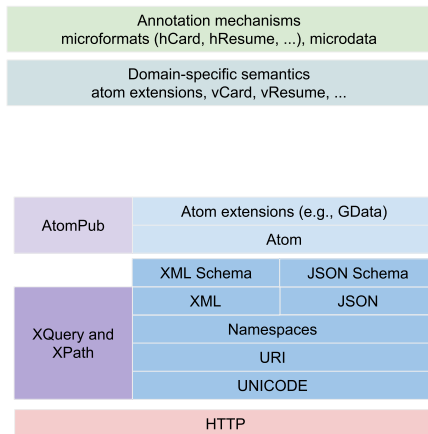 Annotation mechanisms
microformats (hCard, hResume, ...), microdata
Domain-specific semantics
atom extensions, vCard, vResume, ...
AtomPub
Atom extensions (e.g., GData)
Atom
XML Schema
JSON Schema
XQuery and
XPath
XML
JSON
Namespaces
URI
UNICODE
HTTP